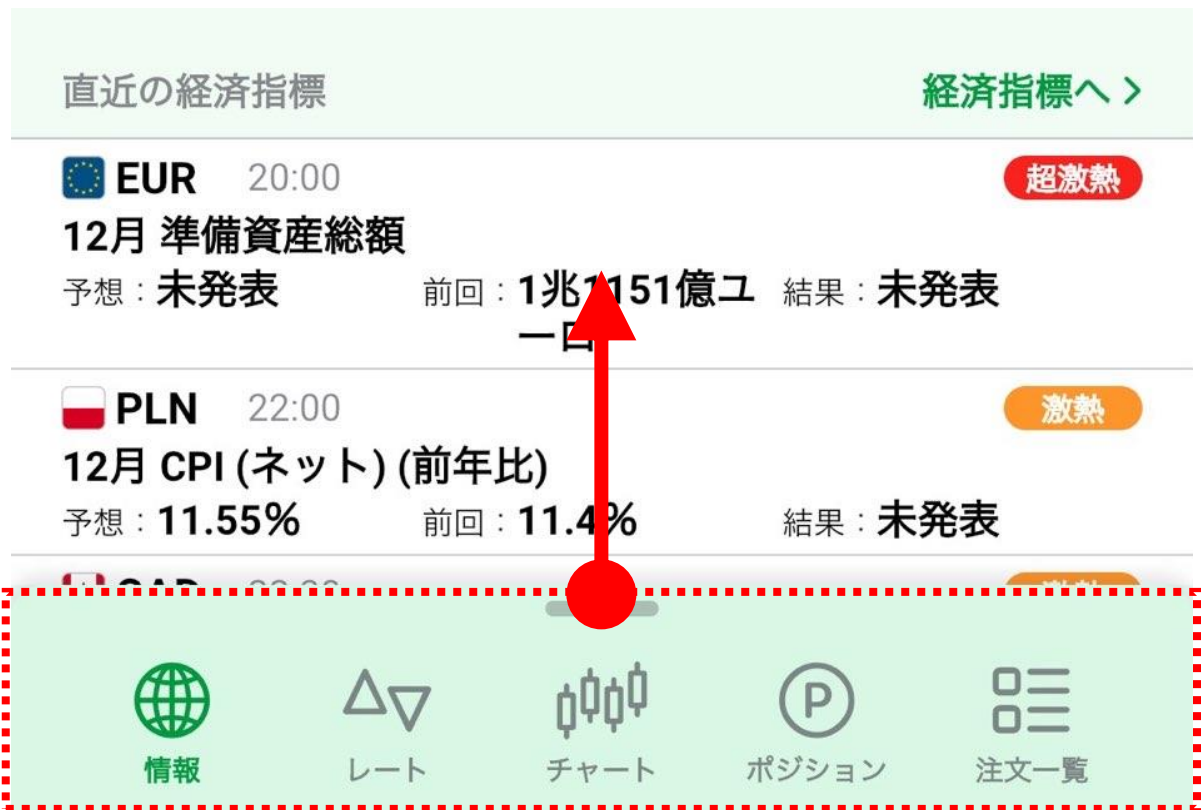 直近の経済指標 経済指標へ >
EUR 20:00 超激熱
12月 準備資産総額
予想：未発表 前回：1兆1151億ユ 結果：未発表
ーロ
PLN 22:00 激熱
12月 CPI (ネット) (前年比)
予想：11.55% 前回：11.4% 結果：未発表
情報 レート チャート ポジション 注文一覧